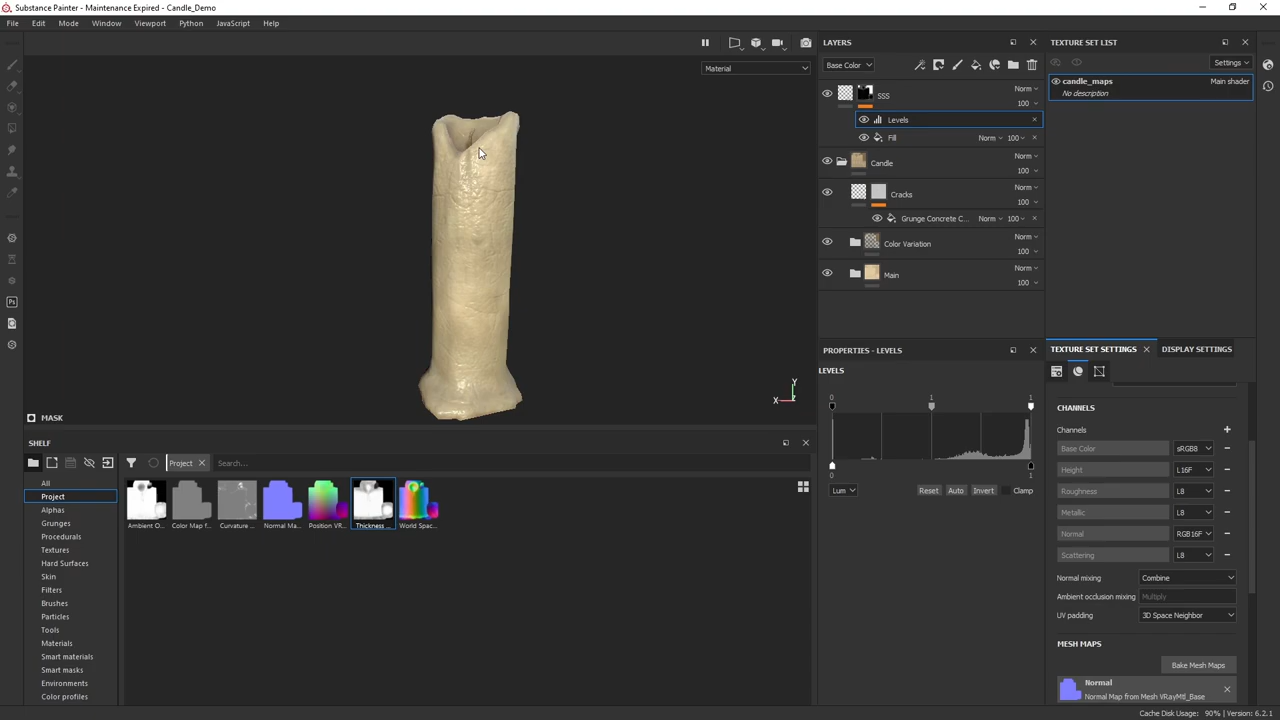 Substance Painter - Maintenance Expired - Candle_Demo
File Edit Mode Window Viewport Python JavaScript Help
Material
MASK
LAYERS
Base Color
SSS
Norm
100
Levels
Fill
Norm 100
Candle
Norm
100
Cracks
Norm
100
Grunge Concrete C... Norm 100
Color Variation
Norm
100
Main
Norm
100
TEXTURE SET LIST
Settings
candle_maps Main shader
No description
PROPERTIES - LEVELS
LEVELS
0 1 1
0 1
Lum Reset Auto Invert Clamp
TEXTURE SET SETTINGS DISPLAY SETTINGS
CHANNELS
Channels
Base Color sRGB8
Height L16F
Roughness L8
Metallic L8
Normal RGB16F
Scattering L8
Normal mixing Combine
Ambient occlusion mixing Multiply
UV padding 3D Space Neighbor
MESH MAPS
Bake Mesh Maps
Normal
Normal Map from Mesh VRayMtl_Base
SHELF
Project Search...
All
Project
Alphas
Grunges
Procedurals
Textures
Hard Surfaces
Skin
Filters
Brushes
Particles
Tools
Materials
Smart materials
Smart masks
Environments
Color profiles
Ambient O... Color Map f... Curvature ... Normal Ma... Position VR... Thickness ... World Spac...
X Y Z
Ps
Cache Disk Usage: 90% | Version: 6.2.1